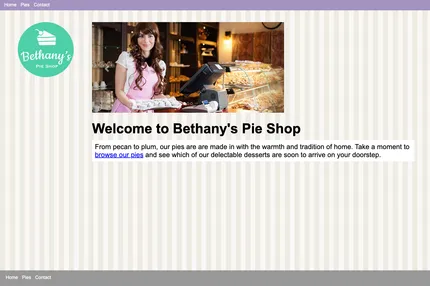 Home Pies Contact
Bethany's
PIE SHOP
Welcome to Bethany's Pie Shop
From pecan to plum, our pies are are made in with the warmth and tradition of home. Take a moment to
browse our pies and see which of our delectable desserts are soon to arrive on your doorstep.
Home Pies Contact